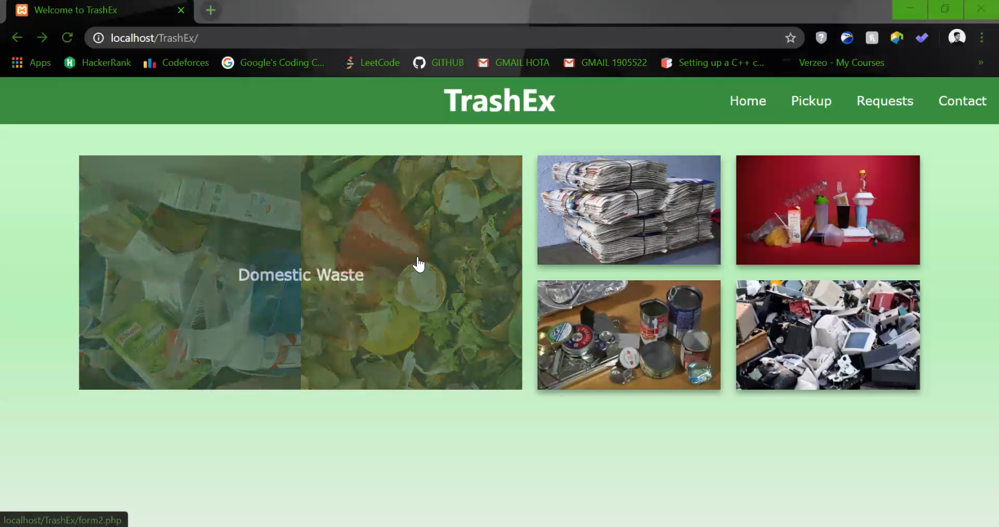 Welcome to TrashEx
localhost/TrashEx/
Apps HackerRank Codeforces Google's Coding C... LeetCode GITHUB GMAIL HOTA GMAIL 1905522 Setting up a C++ c... Verzeo - My Courses »
TrashEx
Home Pickup Requests Contact
Domestic Waste
Knorr
localhost/TrashEx/form2.php